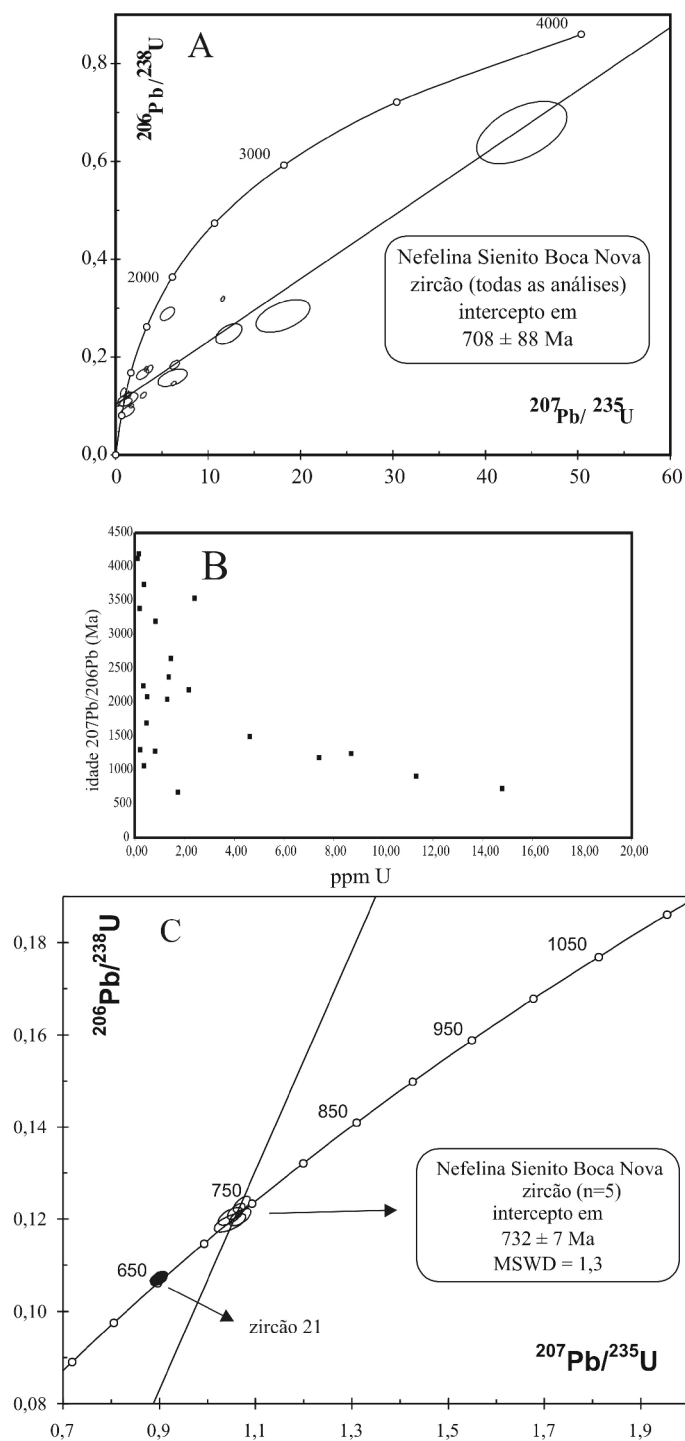 A
206Pb/238U
4000
0,8
3000
0,6
Nefelina Sienito Boca Nova
zircão (todas as análises)
intercepto em
708 ± 88 Ma
0,4
2000
0,2
207Pb/ 235U
0,0
0 10 20 30 40 50 60
B
4500
4000
3500
3000
2500
2000
1500
1000
500
0
idade 207Pb/206Pb (Ma)
0,00 2,00 4,00 6,00 8,00 10,00 12,00 14,00 16,00 18,00 20,00
ppm U
C
206Pb/238U
0,18
1050
0,16
950
0,14
850
Nefelina Sienito Boca Nova
zircão (n=5)
intercepto em
732 ± 7 Ma
MSWD = 1,3
750
0,12
650
0,10
zircão 21
207Pb/235U
0,08
0,7 0,9 1,1 1,3 1,5 1,7 1,9